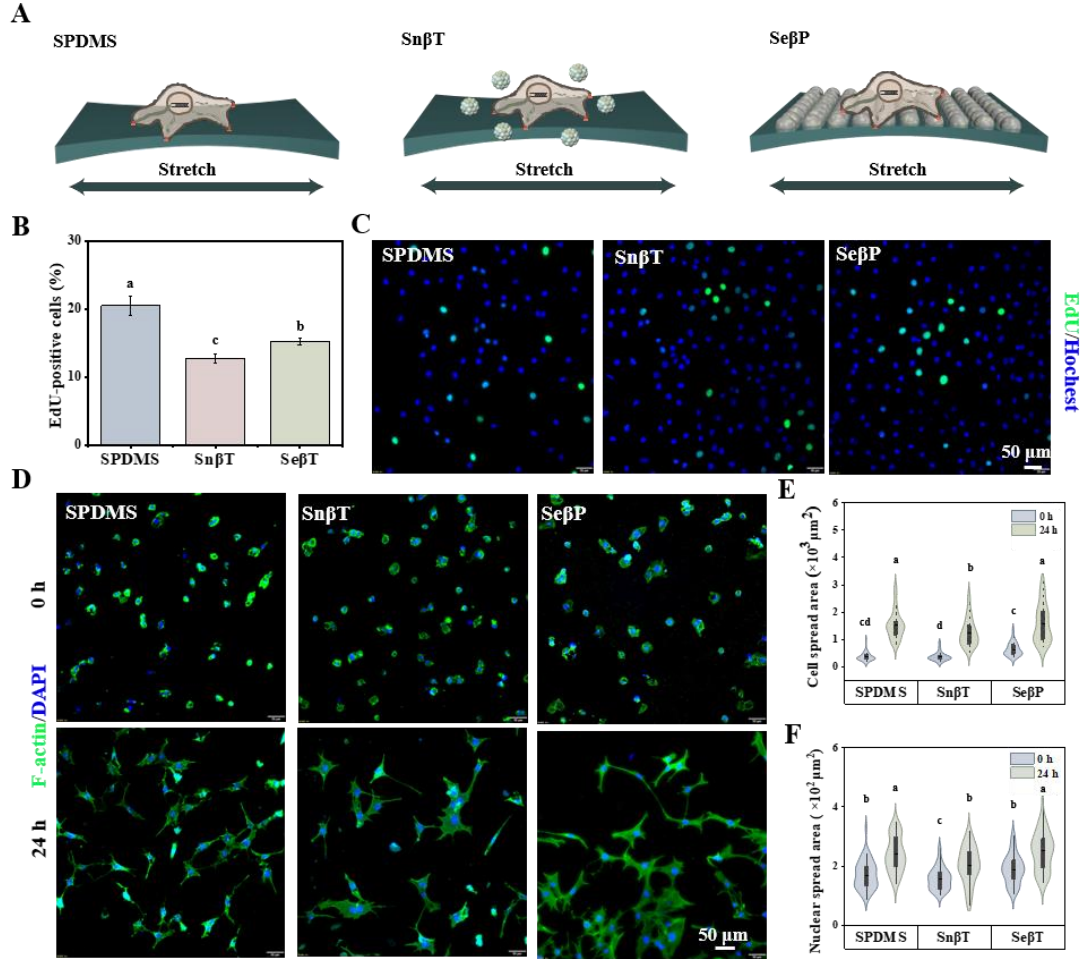 A
SPDMS
SnβT
SeβP
Stretch
Stretch
Stretch
B
EdU-positive cells (%)
30
20
10
0
a
c
b
SPDMS
SnβT
SeβT
C
SPDMS
SnβT
SeβP
50 μm
EdU/Hochest
D
F-actin/DAPI
0 h
24 h
SPDMS
SnβT
SeβP
50 μm
E
Cell spread area (×10³ μm²)
6
5
4
3
2
1
0
0 h
24 h
cd
a
d
b
c
a
SPDMS
SnβT
SeβP
F
Nuclear spread area ( ×10² μm²)
6
4
2
0
0 h
24 h
b
a
c
b
b
a
SPDMS
SnβT
SeβT